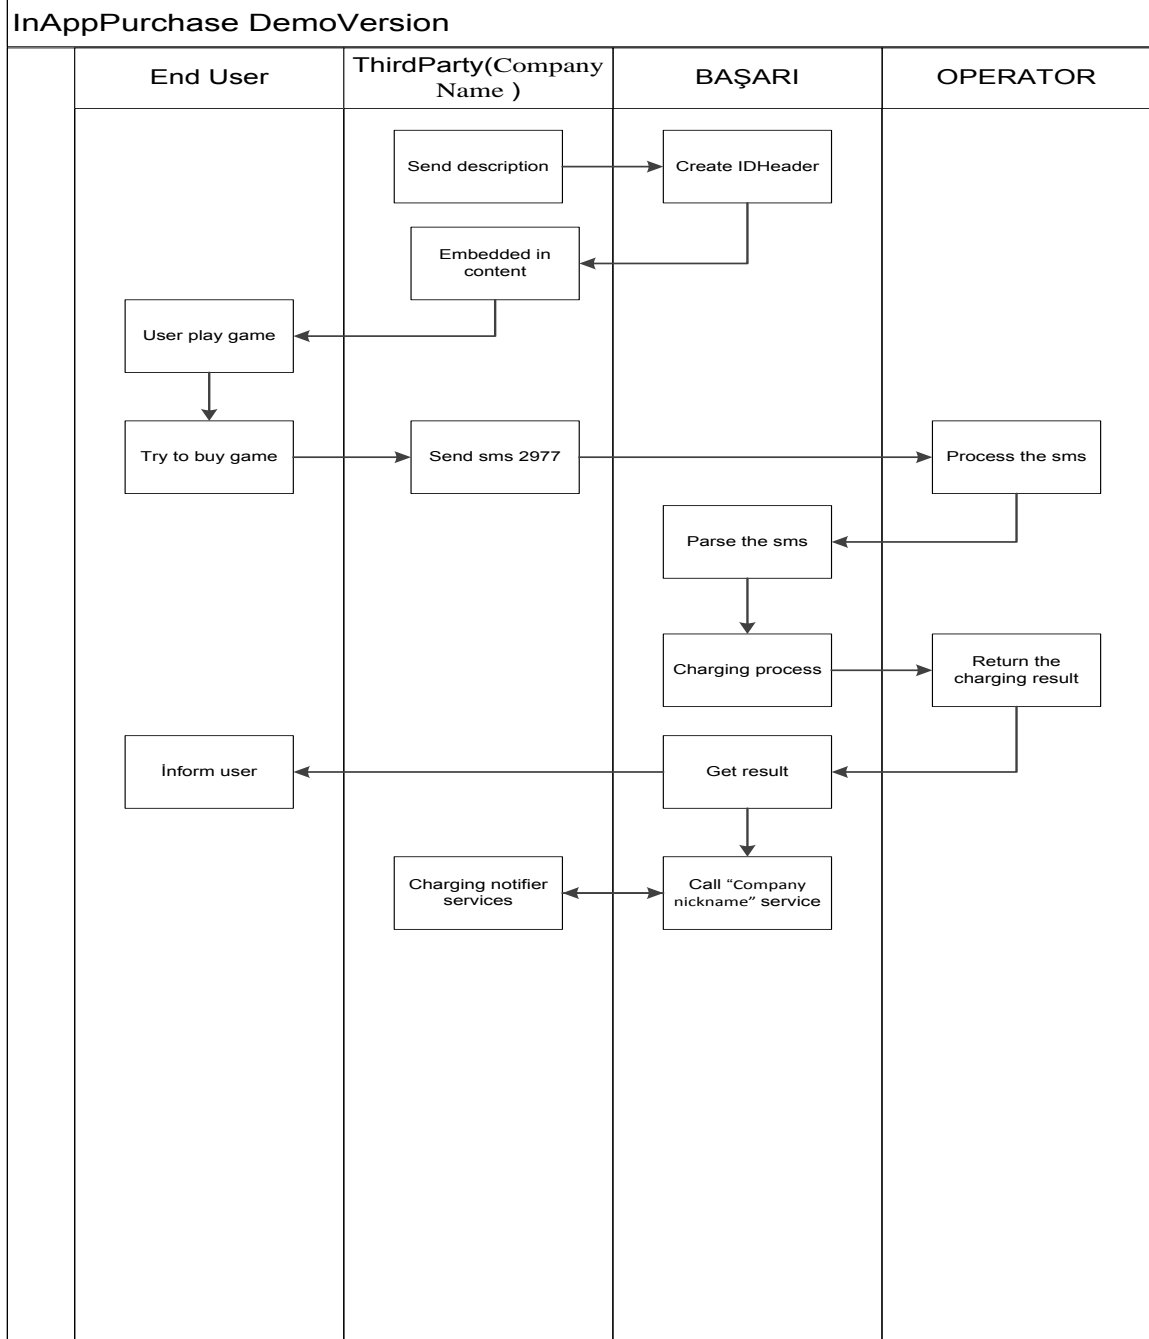 InAppPurchase DemoVersion
End User
ThirdParty(Company
Name )
BAŞARI
OPERATOR
Send description
Create IDHeader
Embedded in
content
User play game
Try to buy game
Send sms 2977
Process the sms
Parse the sms
Charging process
Return the
charging result
İnform user
Get result
Charging notifier
services
Call “Company
nickname” service